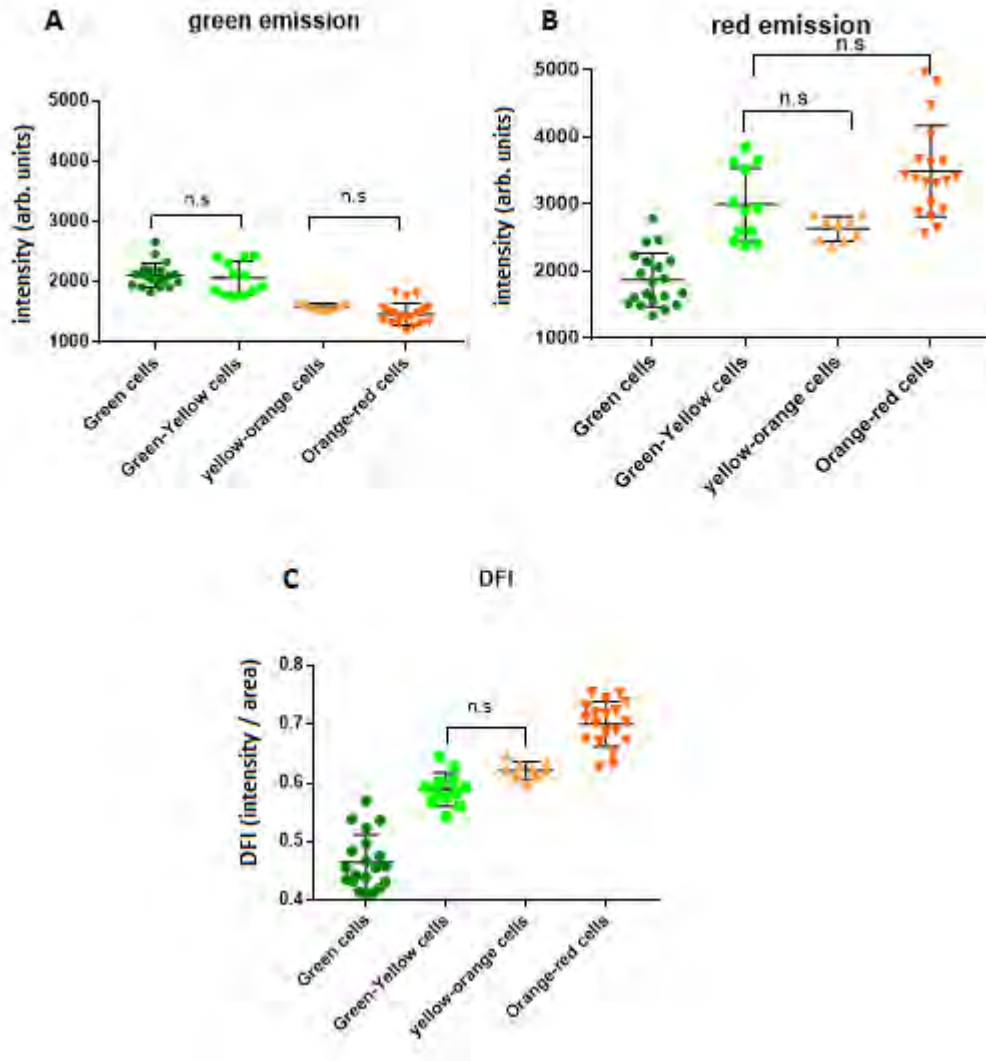 A
green emission
intensity (arb. units)
5000
4000
3000
2000
1000
n.s
n.s
Green cells
Green-Yellow cells
yellow-orange cells
Orange-red cells
B
red emission
intensity (arb. units)
5000
4000
3000
2000
1000
n.s
n.s
Green cells
Green-Yellow cells
yellow-orange cells
Orange-red cells
C
DFI
DFI (intensity / area)
0.8
0.7
0.6
0.5
0.4
n.s
Green cells
Green-Yellow cells
yellow-orange cells
Orange-red cells